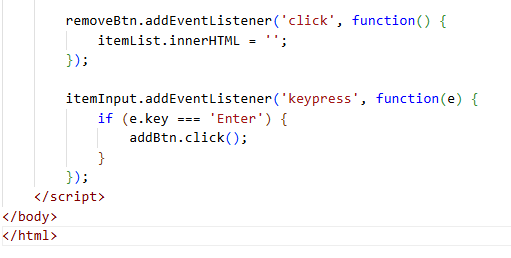 removeBtn.addEventListener('click', function() {
itemList.innerHTML = '';
});
itemInput.addEventListener('keypress', function(e) {
if (e.key === 'Enter') {
addBtn.click();
}
});
</script>
</body>
</html>